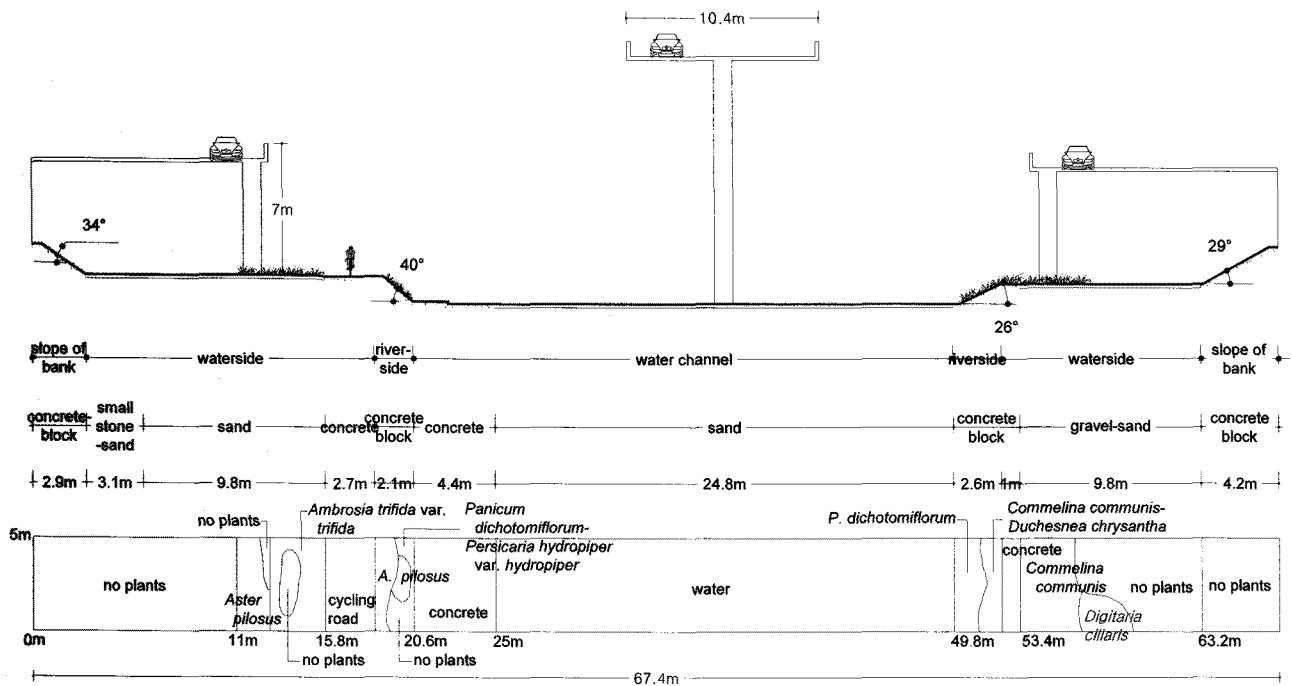 10.4m
7m
34°
40°
29°
26°
slope of
bank
waterside
river-
side
water channel
riverside
waterside
slope of
bank
concrete-
block
small
stone
-sand
sand
concrete
concrete
block
concrete
sand
concrete
block
gravel-sand
concrete
block
2.9m
3.1m
9.8m
2.7m
2.1m
4.4m
24.8m
2.6m
1m
9.8m
4.2m
no plants
Ambrosia trifida var.
trifida
Panicum
dichotomiflorum-
Persicaria hydropiper
var. hydropiper
P. dichotomiflorum
Commelina communis-
Duchesnea chrysantha
5m
no plants
Aster
pilosus
cycling
road
A. pilosus
concrete
water
concrete
Commelina
communis
no plants
no plants
Digitaria
ciliaris
0m
11m
15.8m
20.6m
25m
49.8m
53.4m
63.2m
no plants
no plants
67.4m